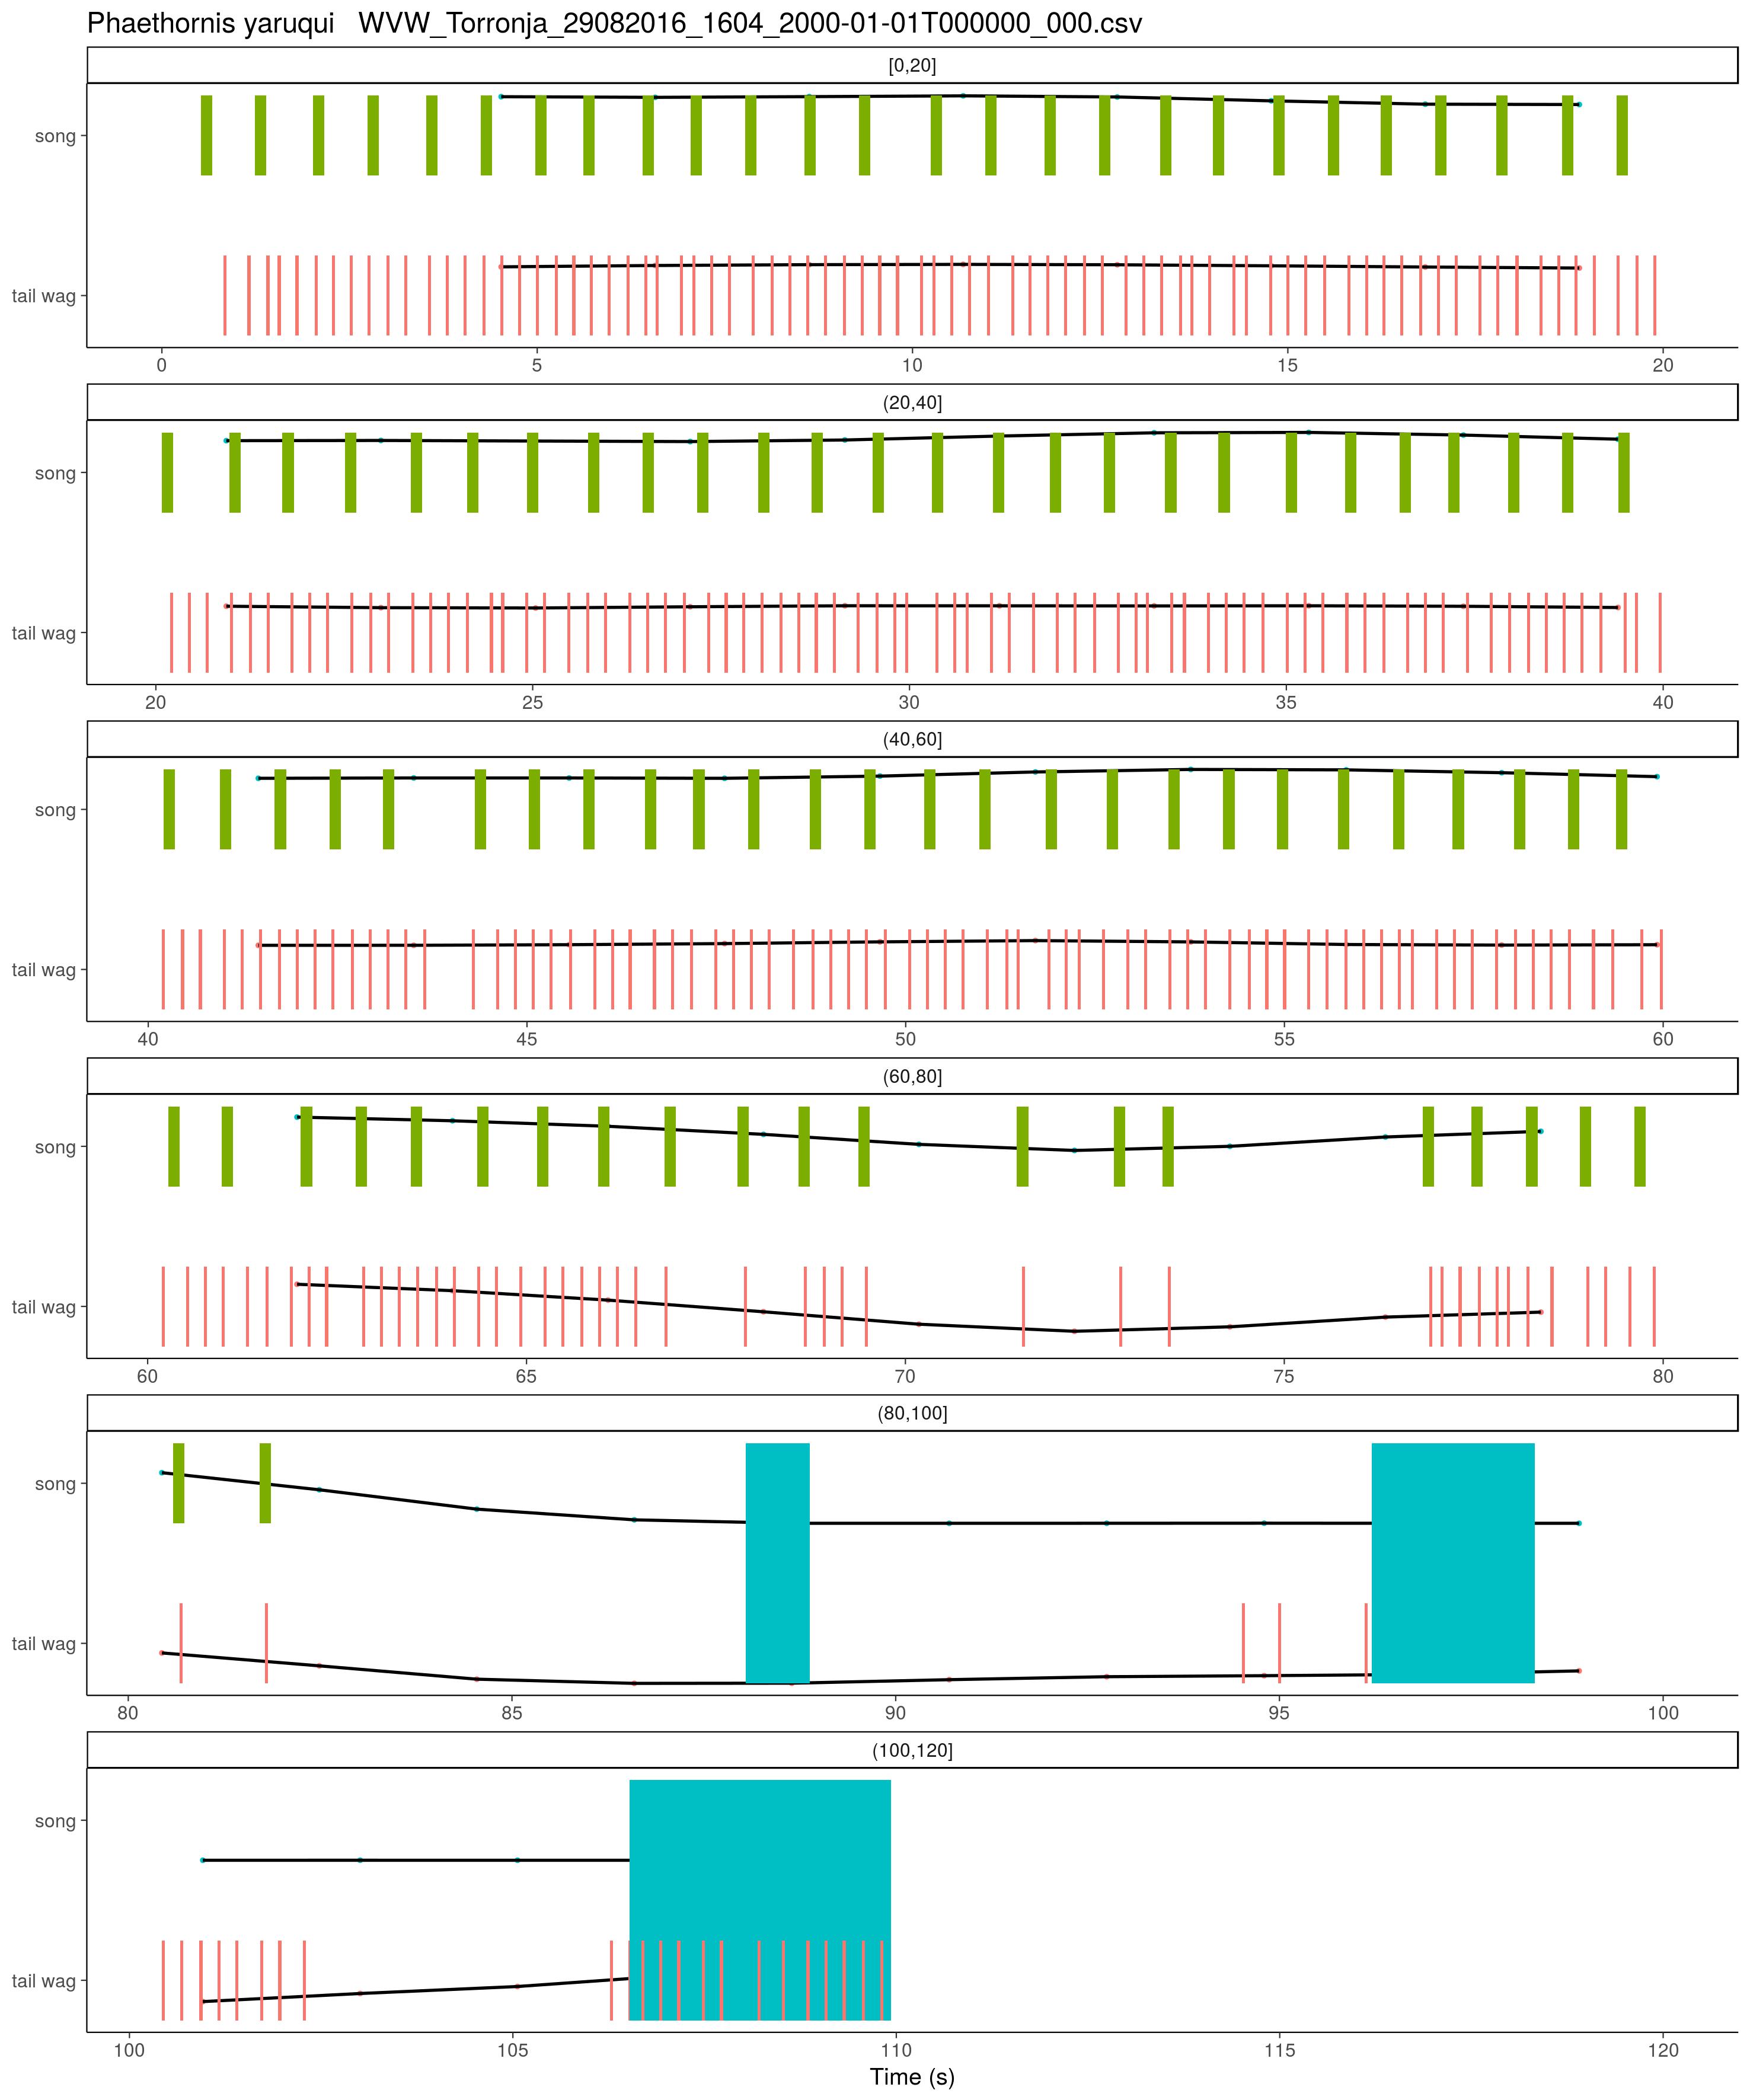 Phaethornis yaruqui   WVW_Torronja_29082016_1604_2000-01-01T000000_000.csv
[0,20]
song
tail wag
0 5 10 15 20
(20,40]
song
tail wag
20 25 30 35 40
(40,60]
song
tail wag
40 45 50 55 60
(60,80]
song
tail wag
60 65 70 75 80
(80,100]
song
tail wag
80 85 90 95 100
(100,120]
song
tail wag
100 105 110 115 120
Time (s)